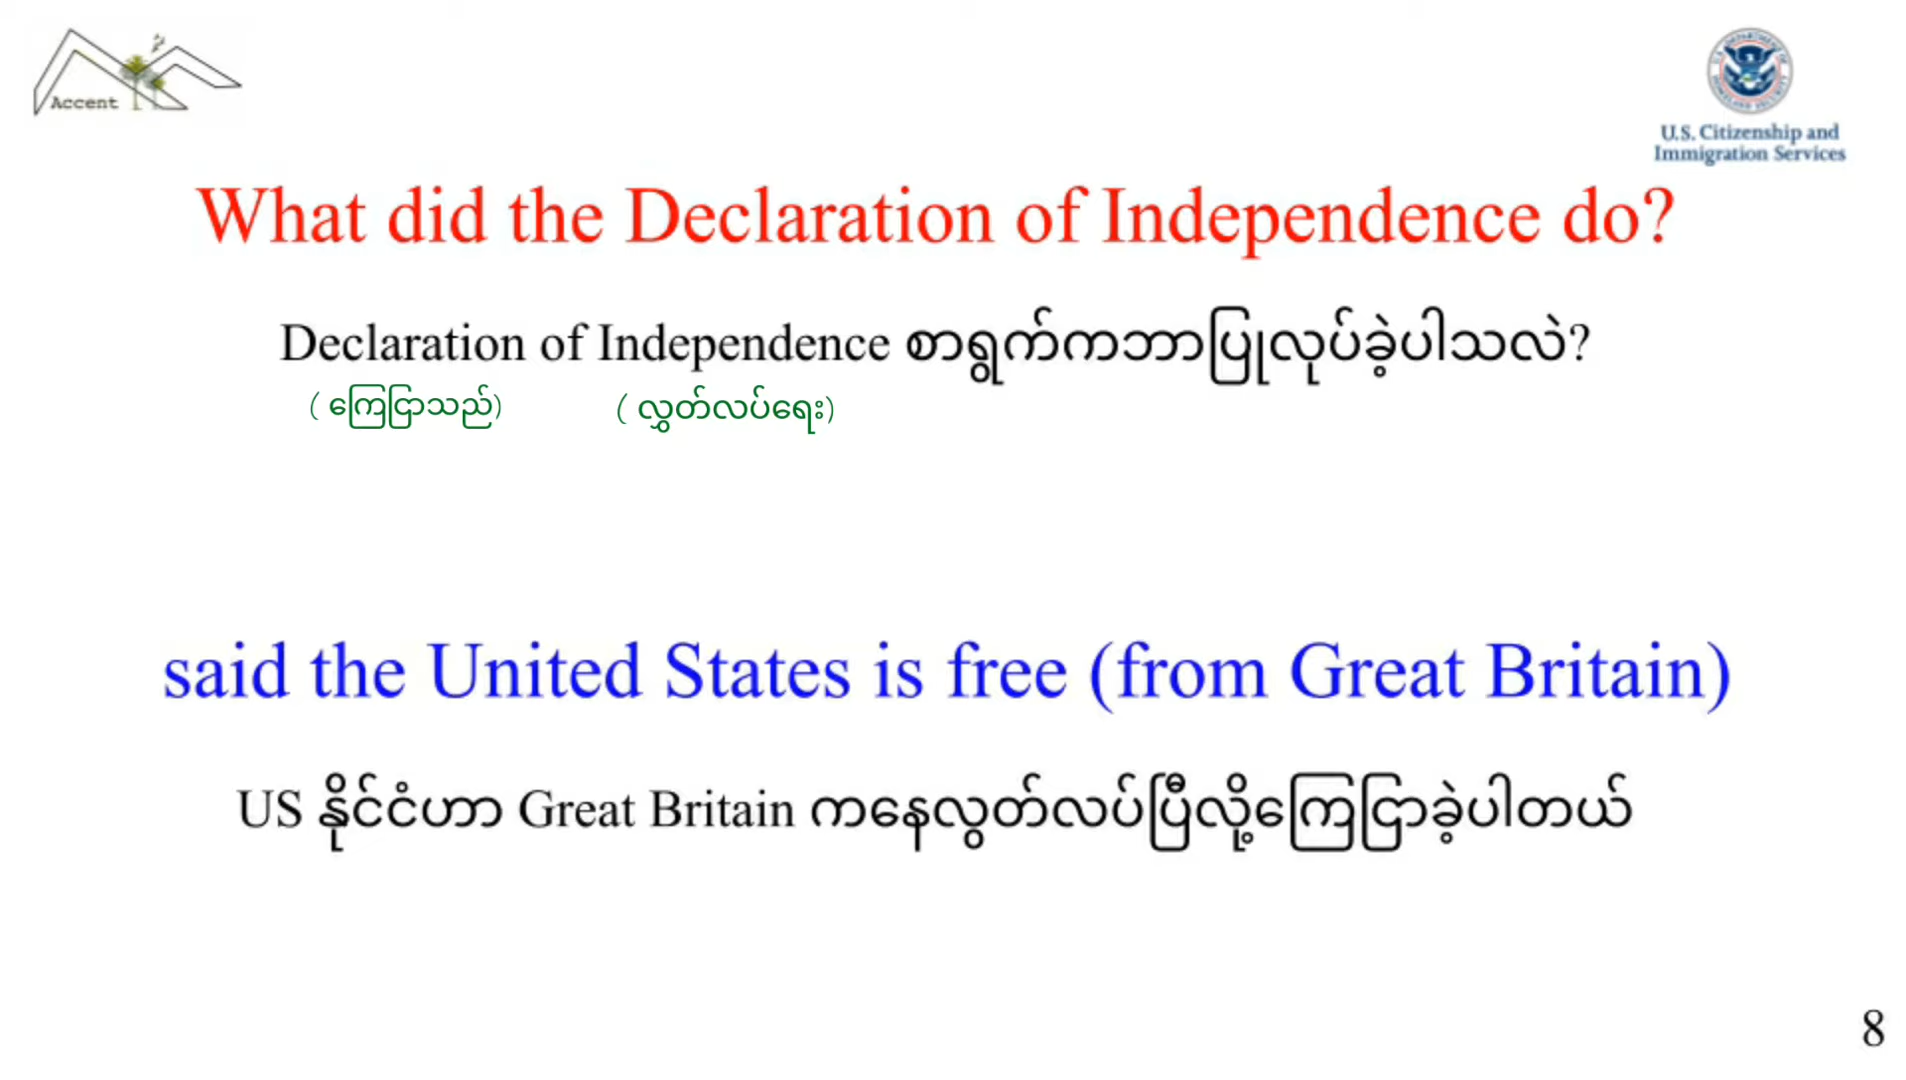 Accent
U.S. Citizenship and
Immigration Services
What did the Declaration of Independence do?
Declaration of Independence စာရွက်ကဘာပြုလုပ်ခဲ့ပါသလဲ?
( ကြေငြာသည်) ( လွှတ်လပ်ရေး)
said the United States is free (from Great Britain)
US နိုင်ငံဟာ Great Britain ကနေလွတ်လပ်ပြီလို့ကြေငြာခဲ့ပါတယ်
8